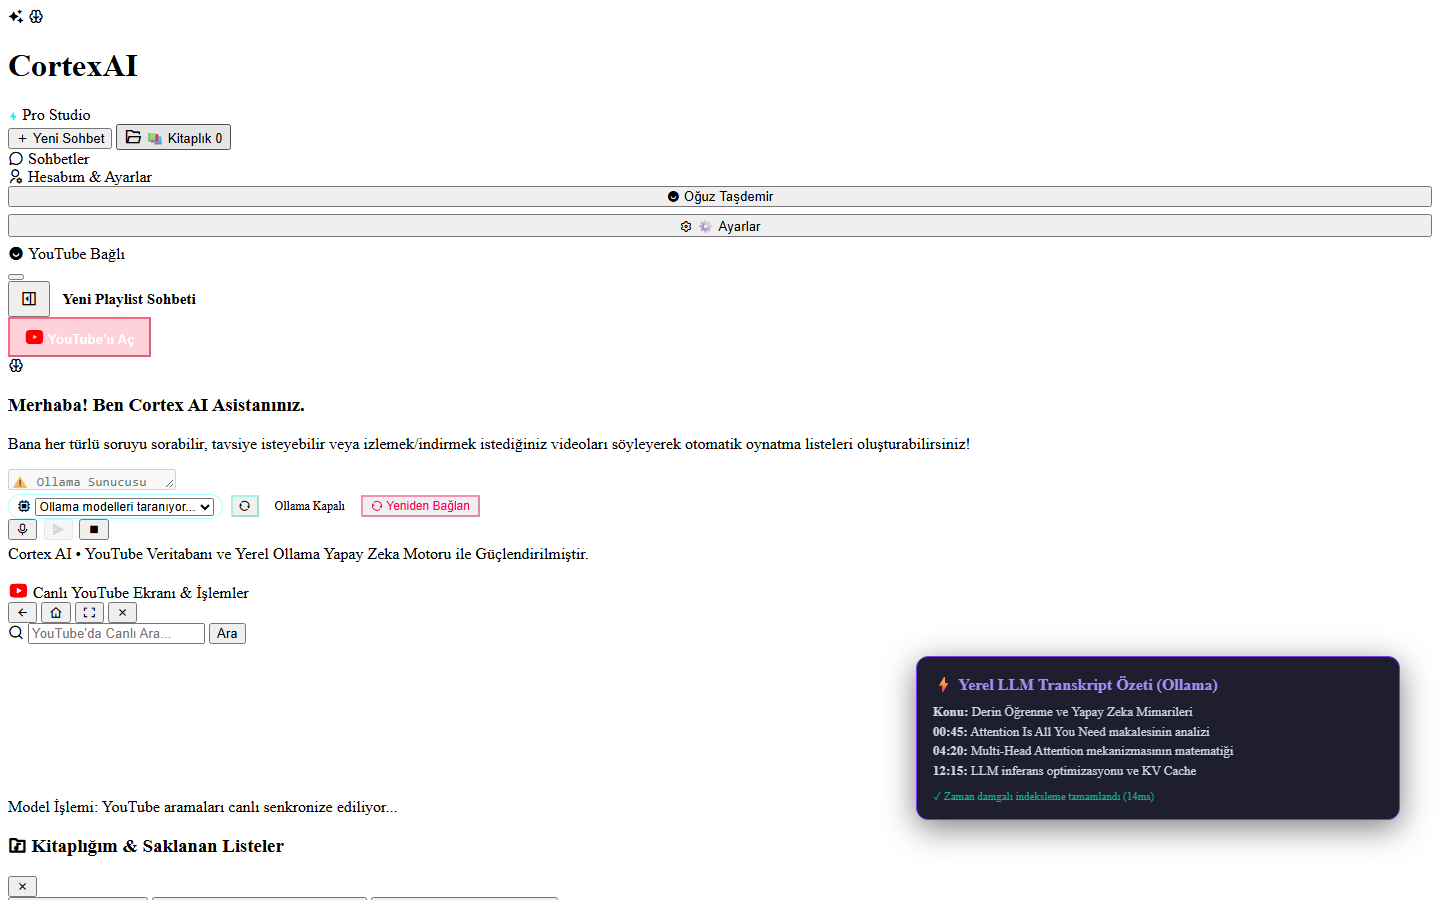 CortexAI
Pro Studio
+ Yeni Sohbet
Kitaplık 0
Sohbetler
Hesabım & Ayarlar
Oğuz Taşdemir
Ayarlar
YouTube Bağlı
Yeni Playlist Sohbeti
YouTube'u Aç
Merhaba! Ben Cortex AI Asistanınız.
Bana her türlü soruyu sorabilir, tavsiye isteyebilir veya izlemek/indirmek istediğiniz videoları söyleyerek otomatik oynatma listeleri oluşturabilirsiniz!
Ollama Sunucusu
Ollama modelleri taranıyor...
Ollama Kapalı
Yeniden Bağlan
Cortex AI • YouTube Veritabanı ve Yerel Ollama Yapay Zeka Motoru ile Güçlendirilmiştir.
Canlı YouTube Ekranı & İşlemler
YouTube'da Canlı Ara...
Ara
Yerel LLM Transkript Özeti (Ollama)
Konu: Derin Öğrenme ve Yapay Zeka Mimarileri
00:45: Attention Is All You Need makalesinin analizi
04:20: Multi-Head Attention mekanizmasının matematiği
12:15: LLM inferans optimizasyonu ve KV Cache
✓ Zaman damgalı indeksleme tamamlandı (14ms)
Model İşlemi: YouTube aramaları canlı senkronize ediliyor...
Kitaplığım & Saklanan Listeler